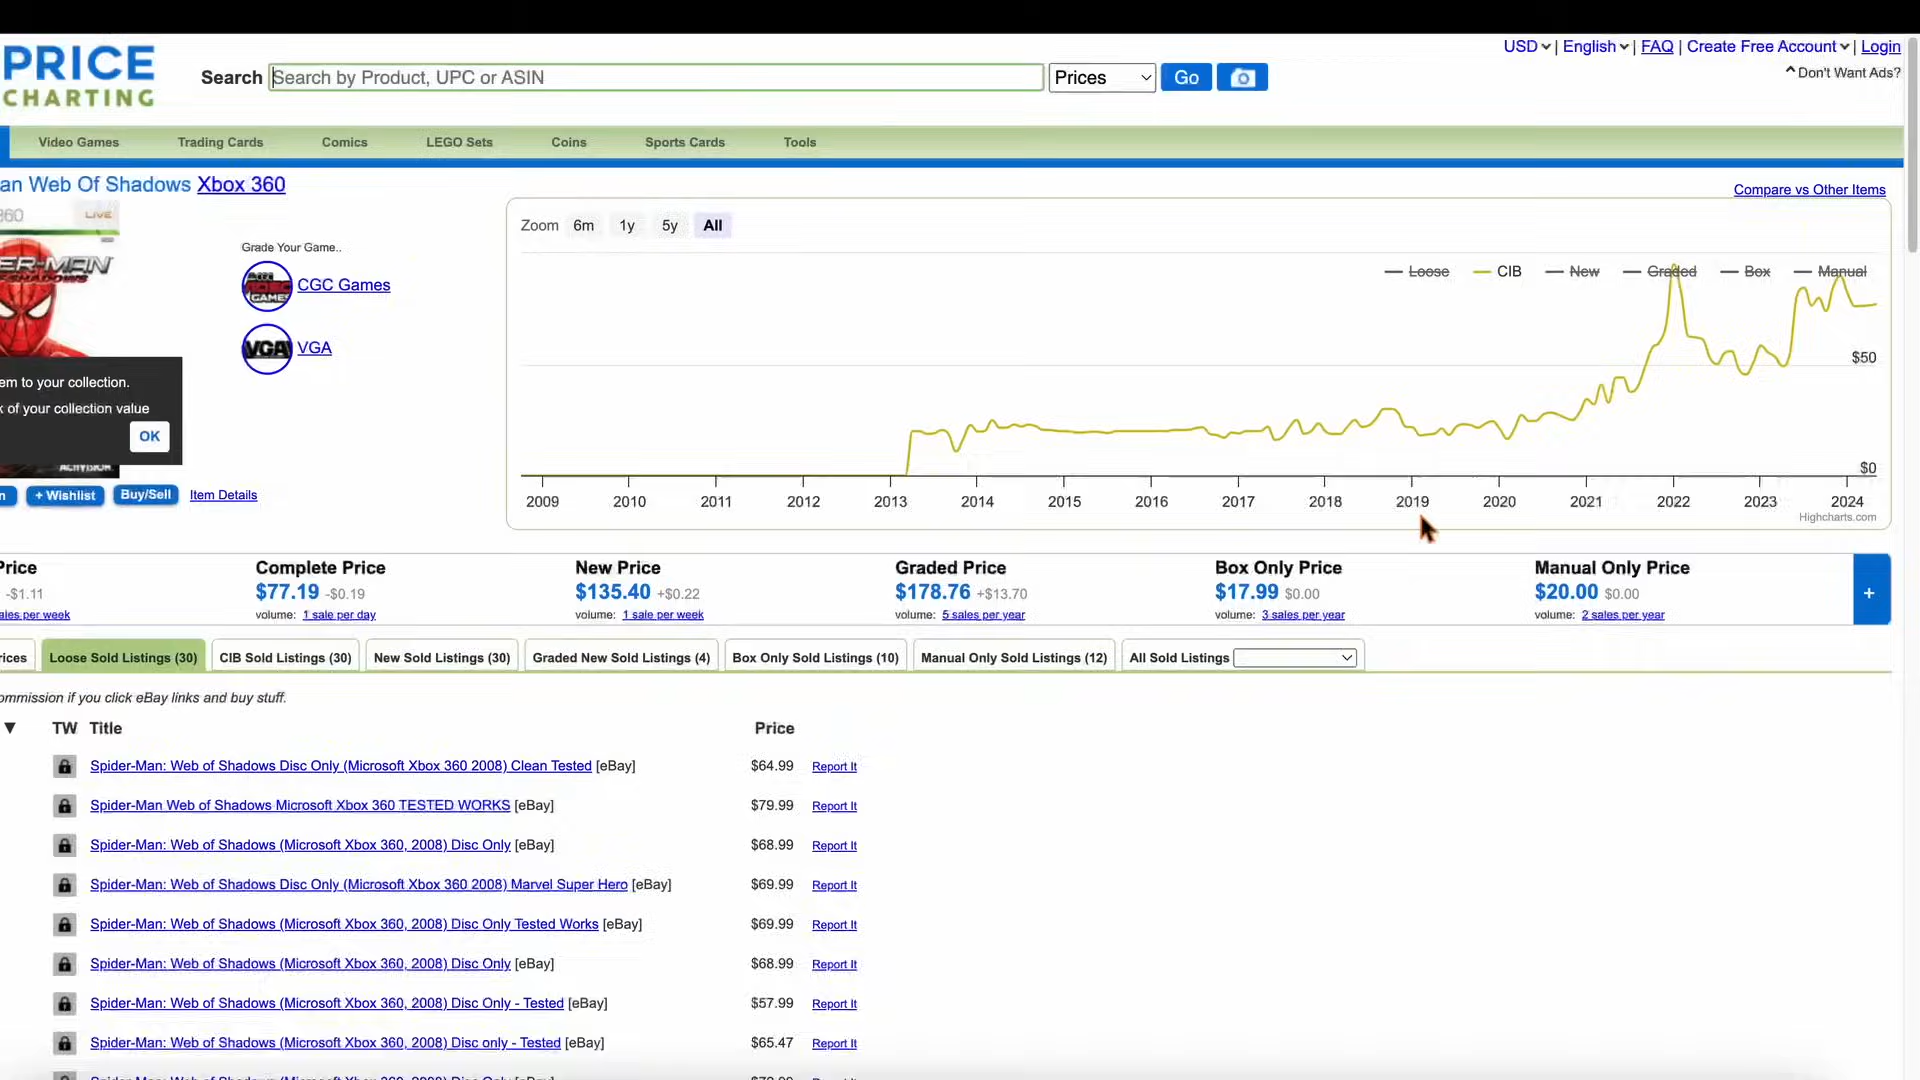 USD | English | FAQ | Create Free Account | Login
PRICE
CHARTING
Search Search by Product, UPC or ASIN Prices Go
^ Don't Want Ads?
Video Games Trading Cards Comics LEGO Sets Coins Sports Cards Tools
an Web Of Shadows Xbox 360
Compare vs Other Items
360 LIVE
ER-MAN
Grade Your Game..
CGC Games
VGA VGA
em to your collection.
k of your collection value
OK
ACTIVISION
n + Wishlist Buy/Sell Item Details
Zoom 6m 1y 5y All
Loose CIB New Graded Box Manual
$50
$0
2009 2010 2011 2012 2013 2014 2015 2016 2017 2018 2019 2020 2021 2022 2023 2024
Highcharts.com
Price Complete Price New Price Graded Price Box Only Price Manual Only Price
-$1.11 $77.19 -$0.19 $135.40 +$0.22 $178.76 +$13.70 $17.99 $0.00 $20.00 $0.00 +
ales per week volume: 1 sale per day volume: 1 sale per week volume: 5 sales per year volume: 3 sales per year volume: 2 sales per year
rices Loose Sold Listings (30) CIB Sold Listings (30) New Sold Listings (30) Graded New Sold Listings (4) Box Only Sold Listings (10) Manual Only Sold Listings (12) All Sold Listings
ommission if you click eBay links and buy stuff.
▼ TW Title Price
Spider-Man: Web of Shadows Disc Only (Microsoft Xbox 360 2008) Clean Tested [eBay] $64.99 Report It
Spider-Man Web of Shadows Microsoft Xbox 360 TESTED WORKS [eBay] $79.99 Report It
Spider-Man: Web of Shadows (Microsoft Xbox 360, 2008) Disc Only [eBay] $68.99 Report It
Spider-Man: Web of Shadows Disc Only (Microsoft Xbox 360 2008) Marvel Super Hero [eBay] $69.99 Report It
Spider-Man: Web of Shadows (Microsoft Xbox 360, 2008) Disc Only Tested Works [eBay] $69.99 Report It
Spider-Man: Web of Shadows (Microsoft Xbox 360, 2008) Disc Only [eBay] $68.99 Report It
Spider-Man: Web of Shadows (Microsoft Xbox 360, 2008) Disc Only - Tested [eBay] $57.99 Report It
Spider-Man: Web of Shadows (Microsoft Xbox 360, 2008) Disc only - Tested [eBay] $65.47 Report It